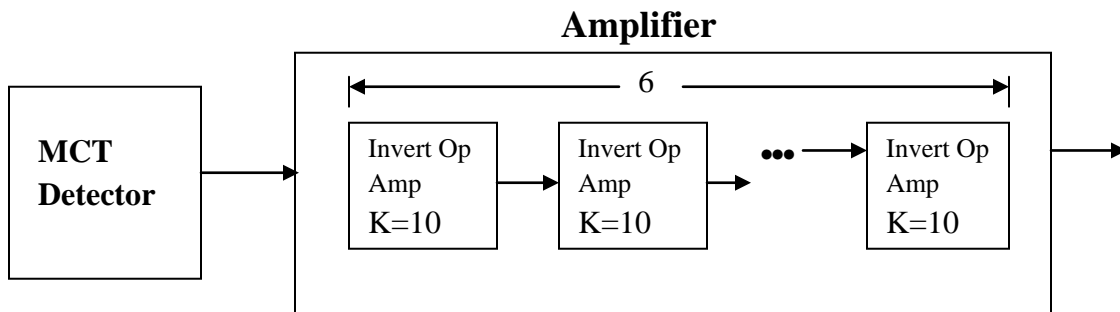 Amplifier
6
MCT
Detector
Invert Op
Amp
K=10
Invert Op
Amp
K=10
Invert Op
Amp
K=10